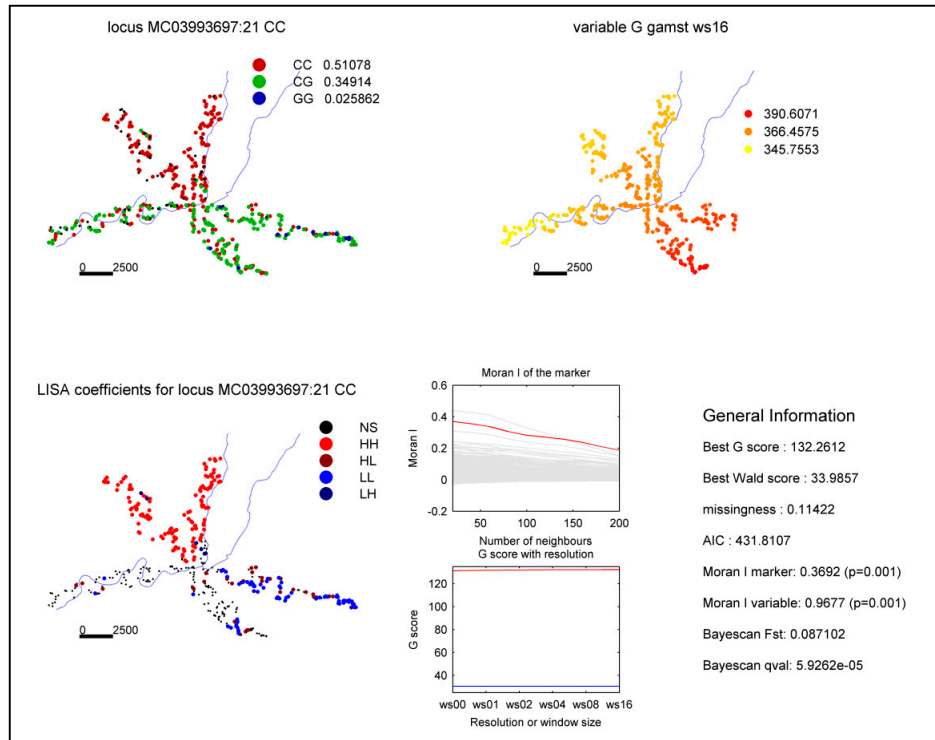 locus MC03993697:21 CC
CC 0.51078
CG 0.34914
GG 0.025862
0 2500
variable G gamst ws16
390.6071
366.4575
345.7553
0 2500
LISA coefficients for locus MC03993697:21 CC
NS
HH
HL
LL
LH
0 2500
Moran I of the marker
0.6
0.4
0.2
0
-0.2
Moran I
50 100 150 200
Number of neighbours
G score with resolution
120
100
80
60
40
G score
ws00 ws01 ws02 ws04 ws08 ws16
Resolution or window size
General Information
Best G score : 132.2612
Best Wald score : 33.9857
missingness : 0.11422
AIC : 431.8107
Moran I marker: 0.3692 (p=0.001)
Moran I variable: 0.9677 (p=0.001)
Bayescan Fst: 0.087102
Bayescan qval: 5.9262e-05